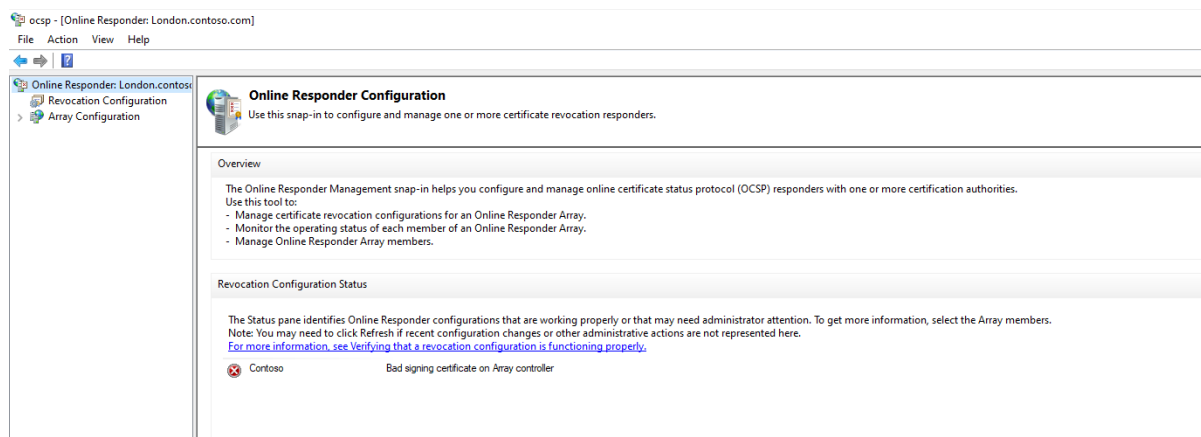 ocsp - [Online Responder: London.contoso.com]
File Action View Help
Online Responder: London.contoso
Revocation Configuration
Array Configuration
Online Responder Configuration
Use this snap-in to configure and manage one or more certificate revocation responders.
Overview
The Online Responder Management snap-in helps you configure and manage online certificate status protocol (OCSP) responders with one or more certification authorities.
Use this tool to:
- Manage certificate revocation configurations for an Online Responder Array.
- Monitor the operating status of each member of an Online Responder Array.
- Manage Online Responder Array members.
Revocation Configuration Status
The Status pane identifies Online Responder configurations that are working properly or that may need administrator attention. To get more information, select the Array members.
Note: You may need to click Refresh if recent configuration changes or other administrative actions are not represented here.
For more information, see Verifying that a revocation configuration is functioning properly.
Contoso Bad signing certificate on Array controller